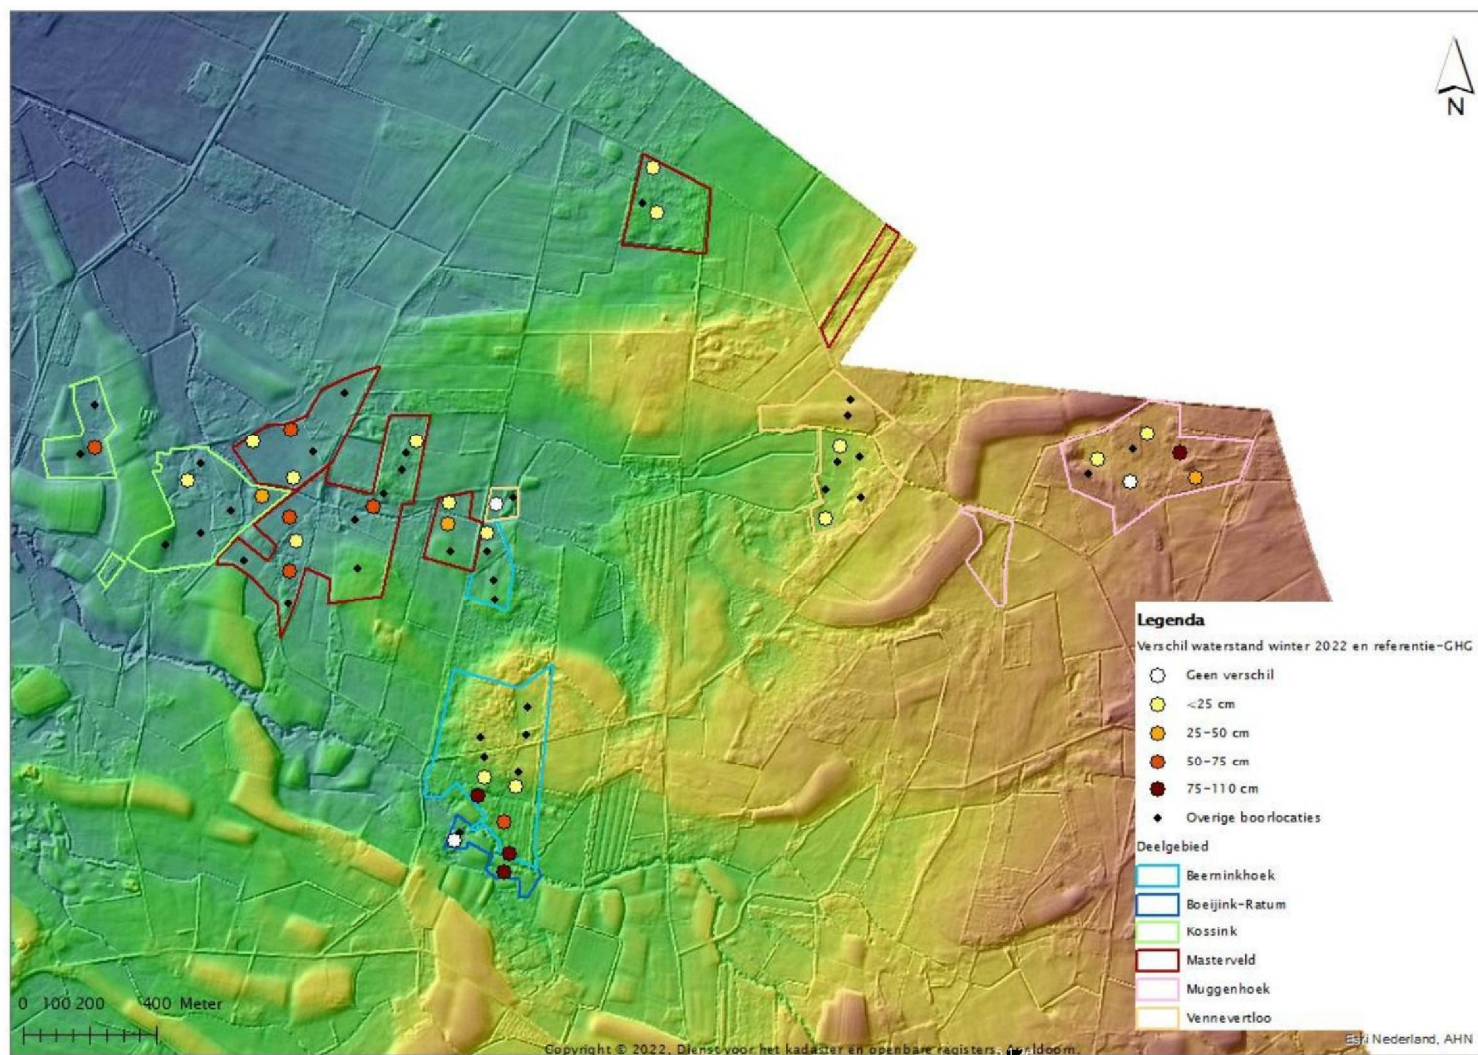 N
Legenda
Verschil waterstand winter 2022 en referentie-GHG
Geen verschil
<25 cm
25-50 cm
50-75 cm
75-110 cm
Overige boorlocaties
Deelgebied
Beerninkhoek
Boeijink-Ratum
Kossink
Masterveld
Muggenhoek
Vennevertloo
0 100 200 400 Meter
Esri Nederland, AHN
Copyright © 2022, Dienst voor het kadaster en openbare registers, Apeldoorn